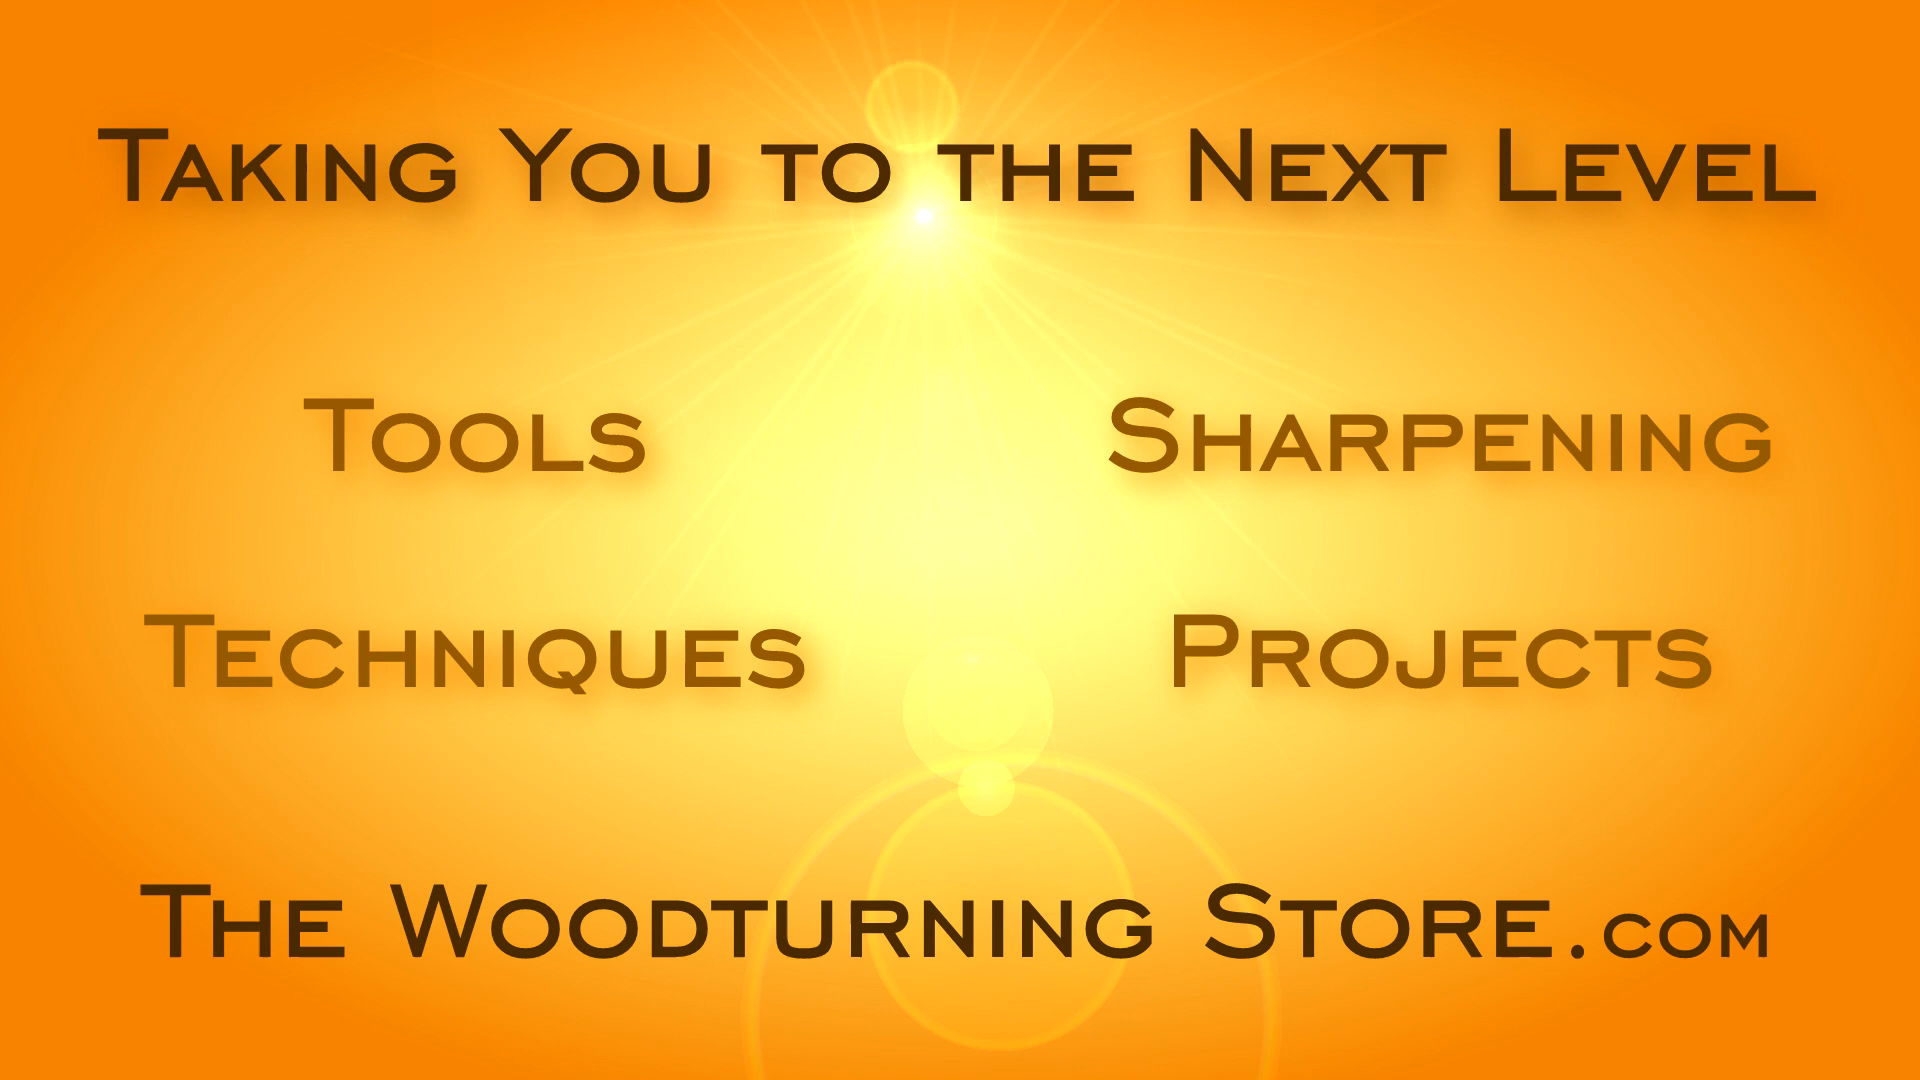 Taking You to the Next Level
Tools Sharpening
Techniques Projects
The Woodturning Store.com